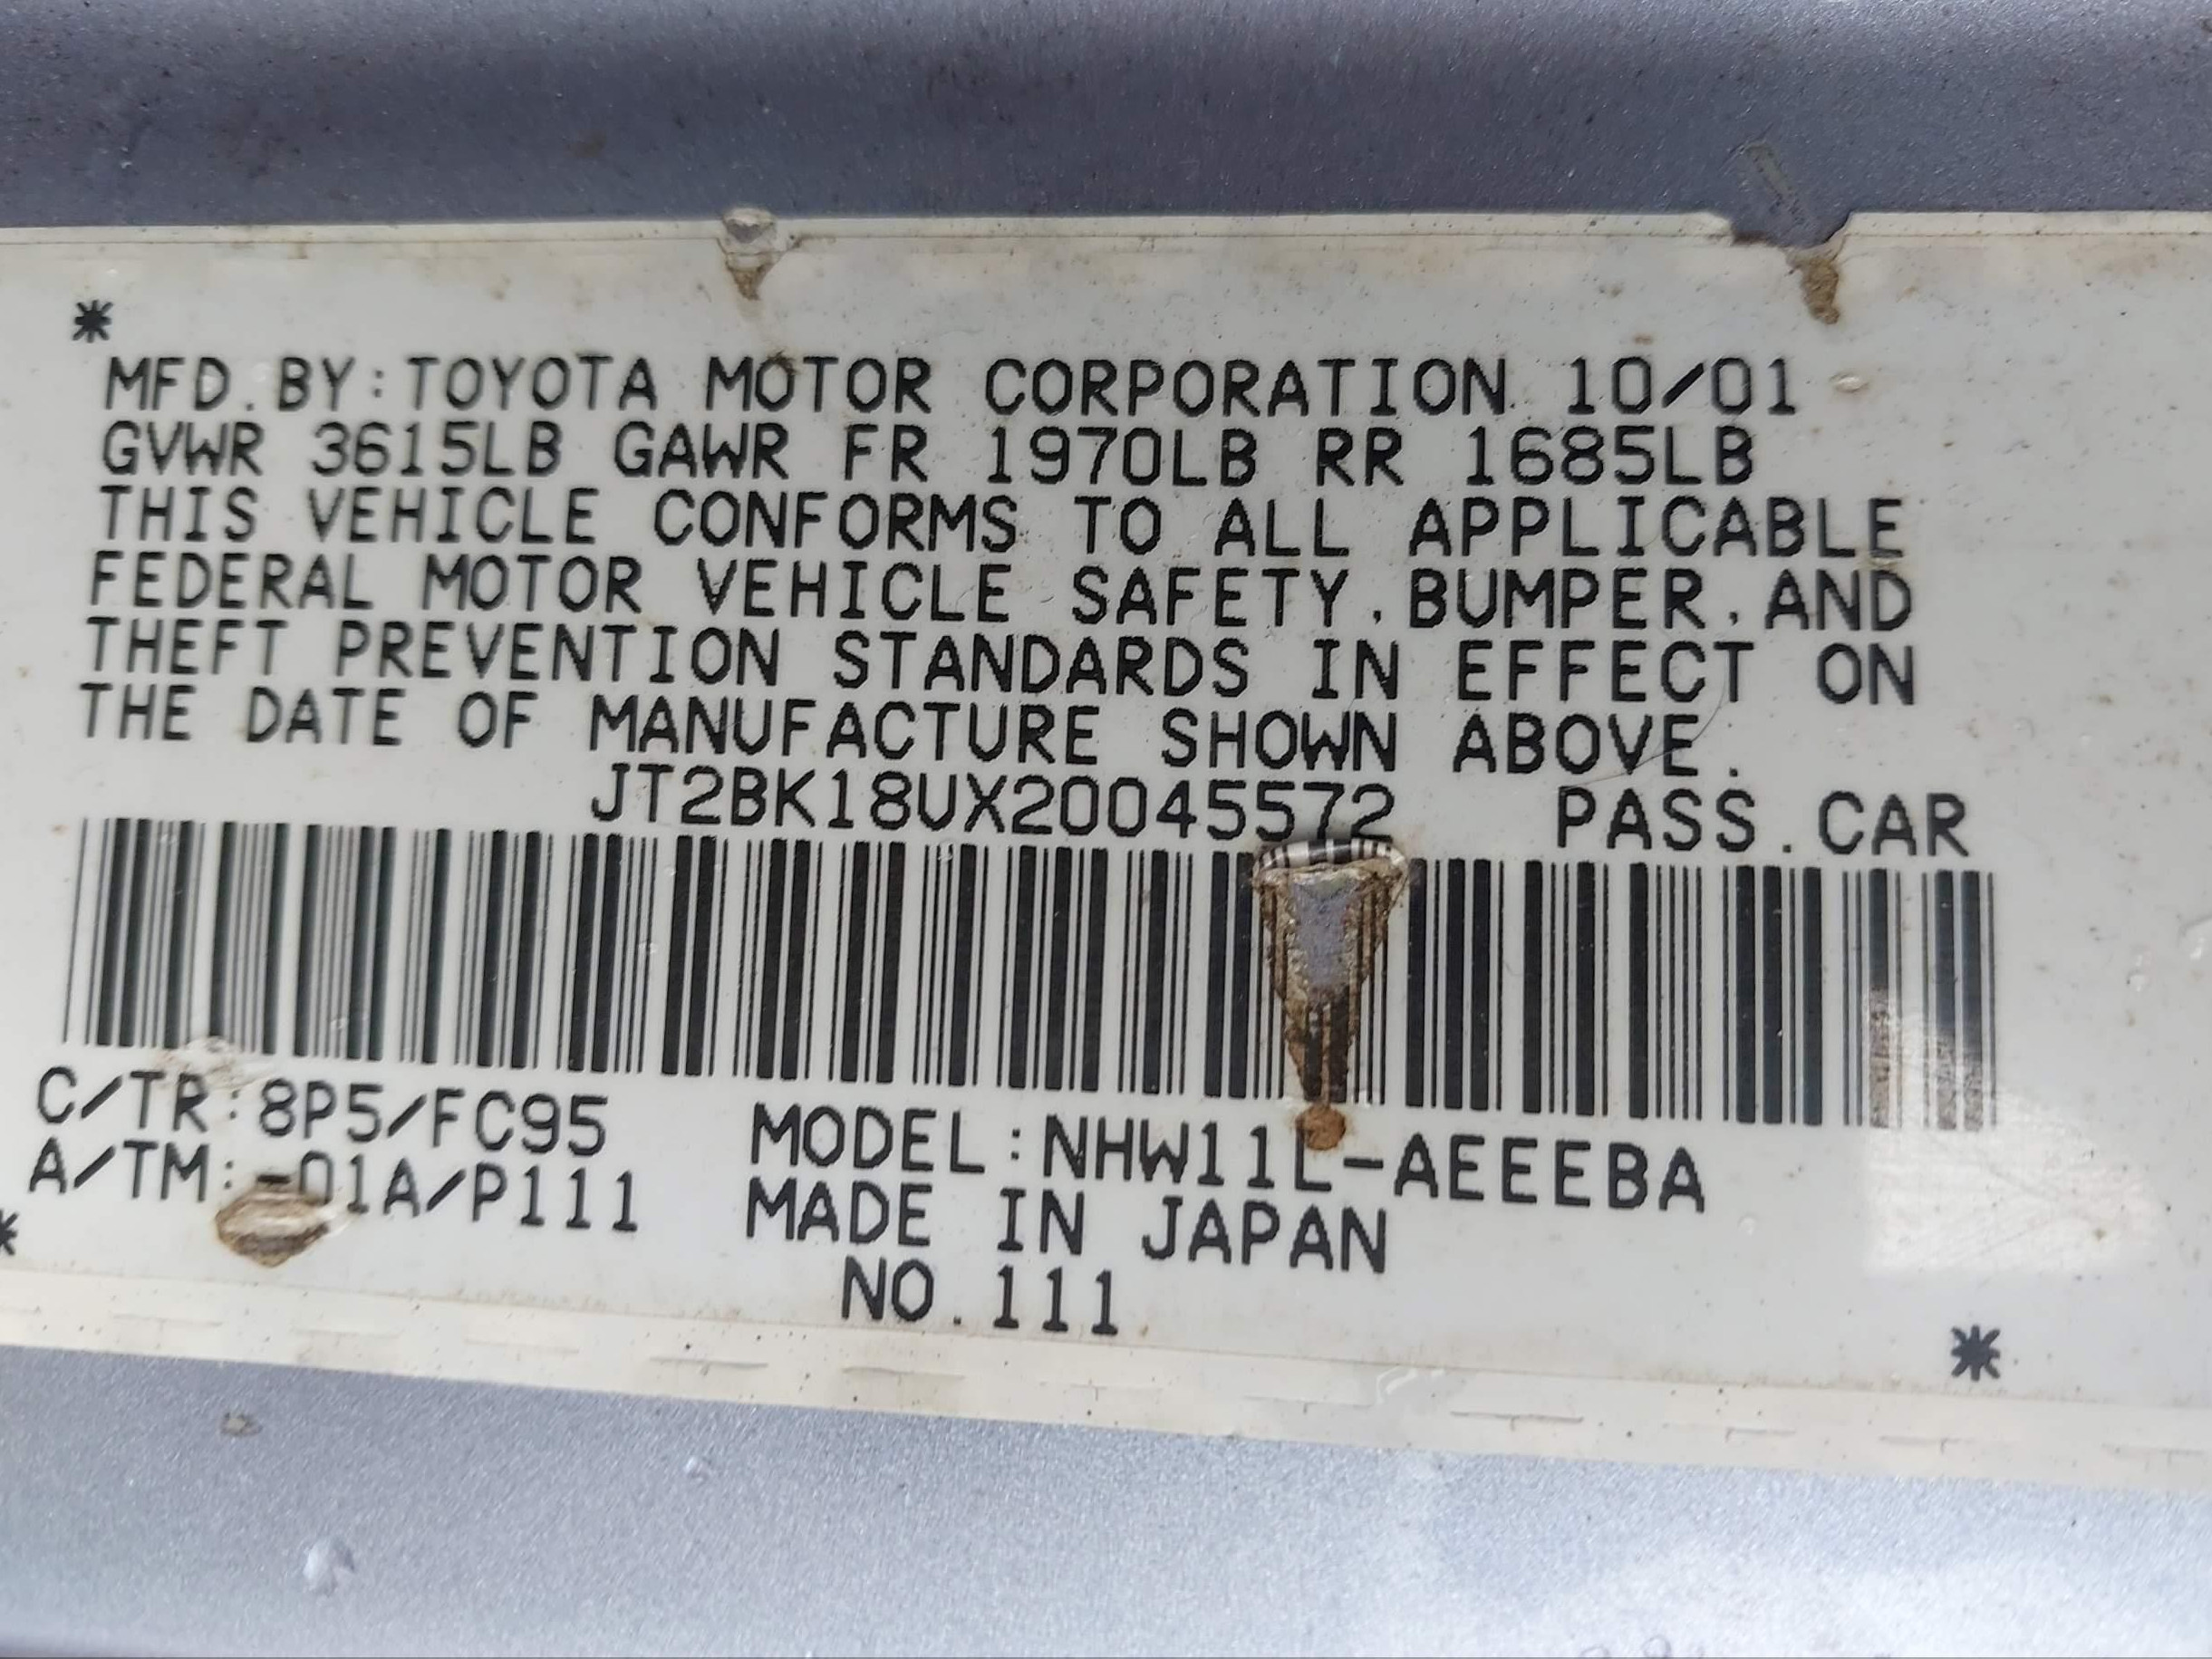 *
MFD.BY:TOYOTA MOTOR CORPORATION 10/01
GVWR 3615LB GAWR FR 1970LB RR 1685LB
THIS VEHICLE CONFORMS TO ALL APPLICABLE
FEDERAL MOTOR VEHICLE SAFETY,BUMPER,AND
THEFT PREVENTION STANDARDS IN EFFECT ON
THE DATE OF MANUFACTURE SHOWN ABOVE.
JT2BK18UX20045572 PASS.CAR
C/TR:8P5/FC95 MODEL:NHW11L-AEEEBA
A/TM:-01A/P111 MADE IN JAPAN
* NO.111 *